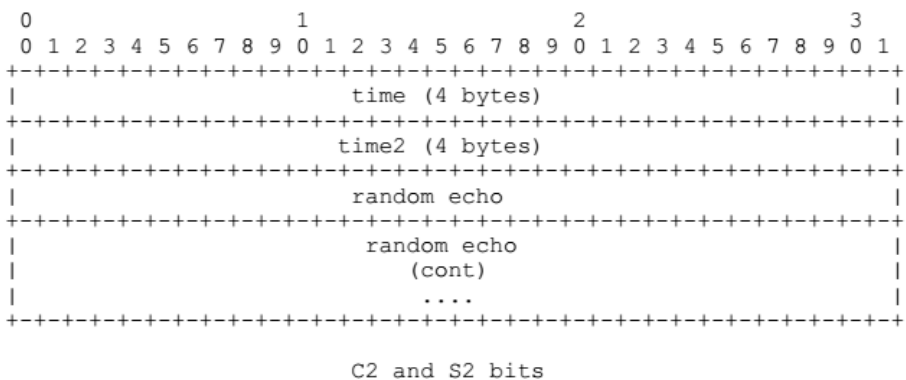 0                   1                   2                   3
 0 1 2 3 4 5 6 7 8 9 0 1 2 3 4 5 6 7 8 9 0 1 2 3 4 5 6 7 8 9 0 1
+-+-+-+-+-+-+-+-+-+-+-+-+-+-+-+-+-+-+-+-+-+-+-+-+-+-+-+-+-+-+-+-+
|                        time (4 bytes)                         |
+-+-+-+-+-+-+-+-+-+-+-+-+-+-+-+-+-+-+-+-+-+-+-+-+-+-+-+-+-+-+-+-+
|                       time2 (4 bytes)                         |
+-+-+-+-+-+-+-+-+-+-+-+-+-+-+-+-+-+-+-+-+-+-+-+-+-+-+-+-+-+-+-+-+
|                        random echo                            |
+-+-+-+-+-+-+-+-+-+-+-+-+-+-+-+-+-+-+-+-+-+-+-+-+-+-+-+-+-+-+-+-+
|                         random echo                           |
|                            (cont)                             |
|                             ....                              |
+-+-+-+-+-+-+-+-+-+-+-+-+-+-+-+-+-+-+-+-+-+-+-+-+-+-+-+-+-+-+-+-+
                        C2 and S2 bits